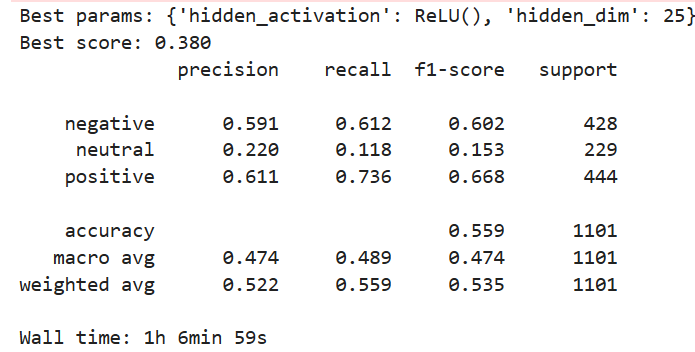 Best params: {'hidden_activation': ReLU(), 'hidden_dim': 25}
Best score: 0.380
precision recall f1-score support
negative 0.591 0.612 0.602 428
neutral 0.220 0.118 0.153 229
positive 0.611 0.736 0.668 444
accuracy 0.559 1101
macro avg 0.474 0.489 0.474 1101
weighted avg 0.522 0.559 0.535 1101
Wall time: 1h 6min 59s